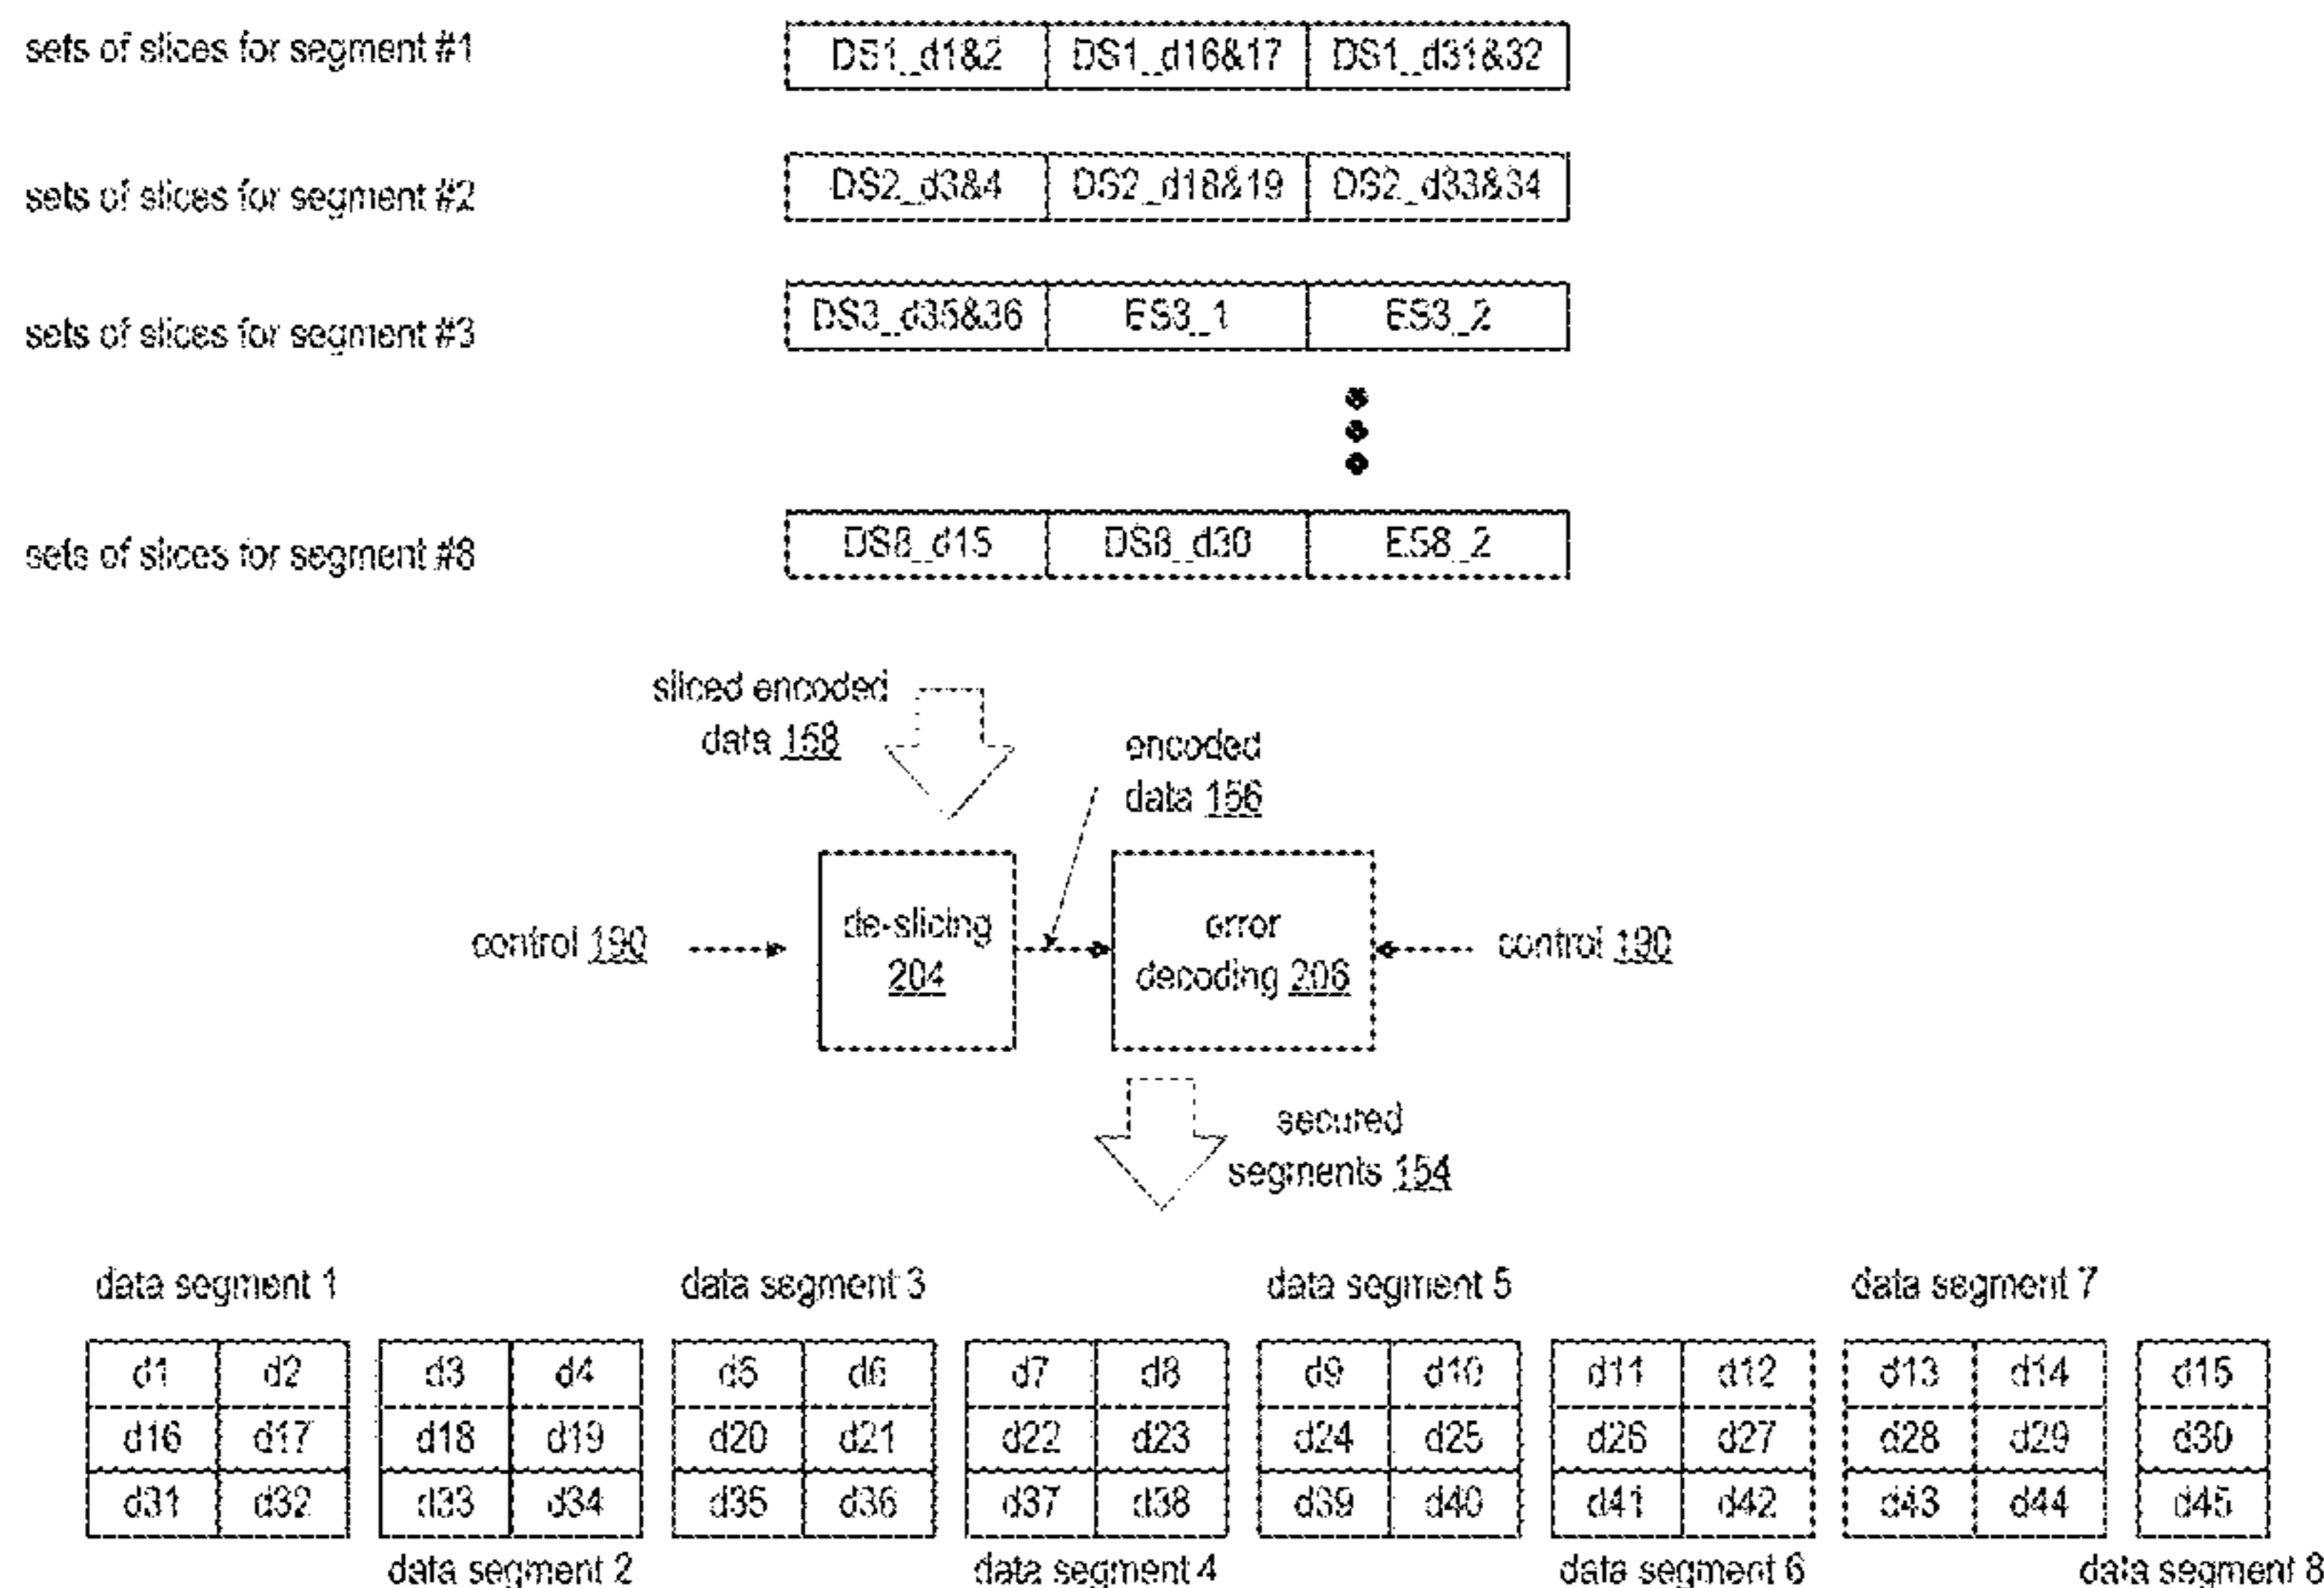 sets of slices for segment #1
DS1_d1&2 DS1_d16&17 DS1_d31&32
sets of slices for segment #2
DS2_d3&4 DS2_d18&19 DS2_d33&34
sets of slices for segment #3
DS3_d35&36 ES3_1 ES3_2
sets of slices for segment #8
DS8_d15 DS8_d30 ES8_2
sliced encoded
data 158
encoded
data 156
control 190
de-slicing
204
error
decoding 206
control 190
secured
segments 154
data segment 1 data segment 3 data segment 5 data segment 7
d1 d2 d3 d4 d5 d6 d7 d8 d9 d10 d11 d12 d13 d14 d15
d16 d17 d18 d19 d20 d21 d22 d23 d24 d25 d26 d27 d28 d29 d30
d31 d32 d33 d34 d35 d36 d37 d38 d39 d40 d41 d42 d43 d44 d45
data segment 2 data segment 4 data segment 6 data segment 8